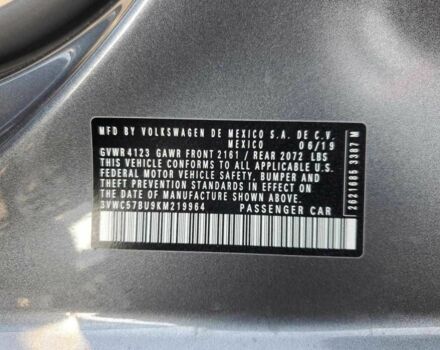 MFD BY VOLKSWAGEN DE MEXICO S.A. DE C.V.
MEXICO 06/19
GVWR 4123 GAWR FRONT 2161 / REAR 2072 LBS
THIS VEHICLE CONFORMS TO ALL APPLICABLE U.S.
FEDERAL MOTOR VEHICLE SAFETY, BUMPER AND
THEFT PREVENTION STANDARDS IN EFFECT ON THE
DATE OF MANUFACTURE SHOWN ABOVE.
3VWC57BU9KM219964 PASSENGER CAR